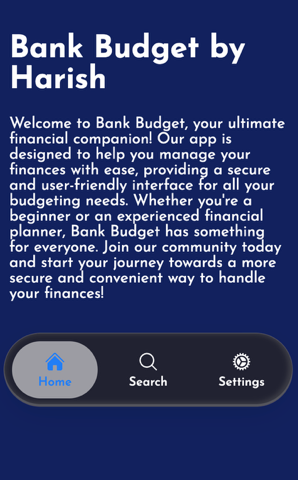 Bank Budget by
Harish
Welcome to Bank Budget, your ultimate
financial companion! Our app is
designed to help you manage your
finances with ease, providing a secure
and user-friendly interface for all your
budgeting needs. Whether you're a
beginner or an experienced financial
planner, Bank Budget has something
for everyone. Join our community today
and start your journey towards a more
secure and convenient way to handle
your finances!
Home
Search
Settings